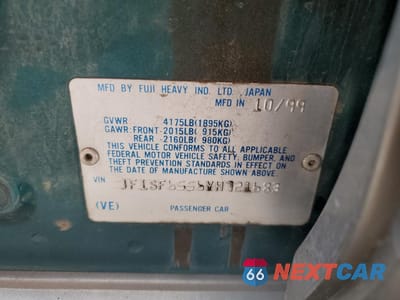 MFD BY FUJI HEAVY IND. LTD. JAPAN
MFD IN 10/99
GVWR 4175LB(1895KG)
GAWR:FRONT-2015LB( 915KG)
REAR -2160LB( 980KG)
THIS VEHICLE CONFORMS TO ALL APPLICABLE
FEDERAL MOTOR VEHICLE SAFETY, BUMPER, AND
THEFT PREVENTION STANDARDS IN EFFECT ON
THE DATE OF MANUFACTURE SHOWN ABOVE.
VIN
(VE) PASSENGER CAR
66 NEXTCAR